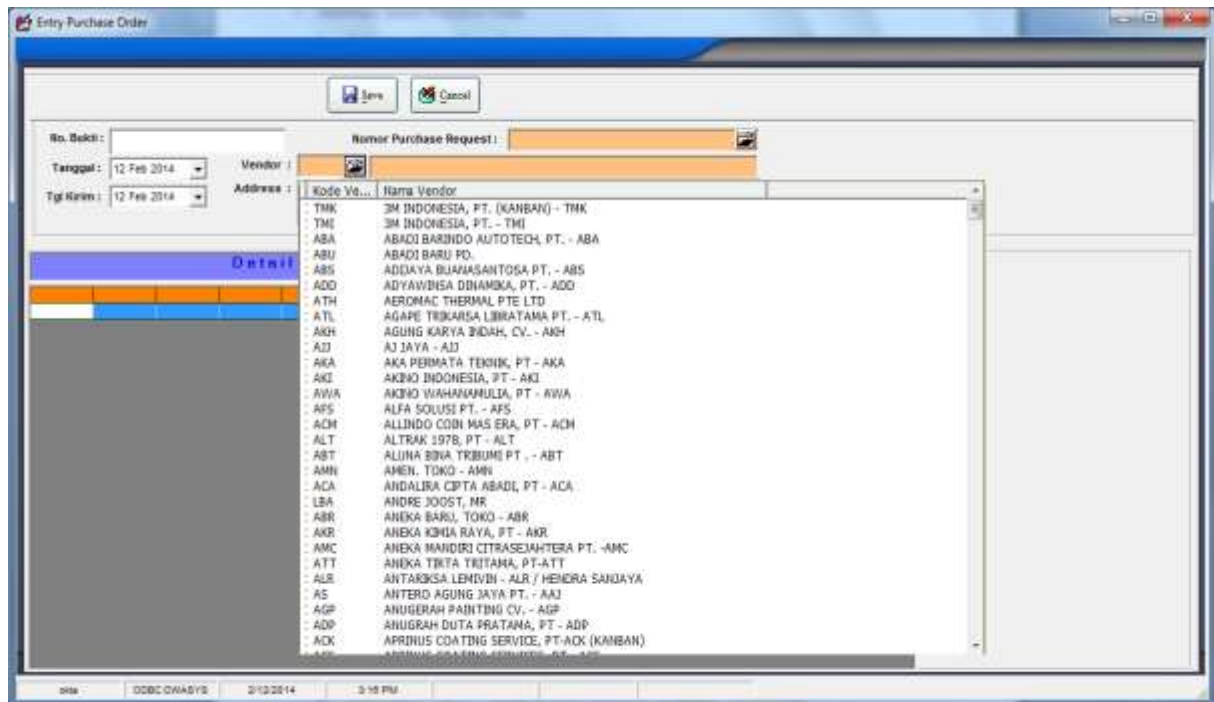 Entry Purchase Order
Save Cancel
No. Bukti : Nomor Purchase Request :
Tanggal : 12 Feb 2014 Vendor :
Tgl Kirim : 12 Feb 2014 Address :
Kode Ve... Nama Vendor
TMK 3M INDONESIA, PT. (KANBAN) - TMK
TMI 3M INDONESIA, PT. - TMI
ABA ABADI BARINDO AUTOTECH, PT. - ABA
ABU ABADI BARU PD.
Detail
ABS ADDAYA BUANASANTOSA PT. - ABS
ADD ADYAWINSA DINAMIKA, PT. - ADD
ATH AEROMAC THERMAL PTE LTD
ATL AGAPE TRIKARSA LIBRATAMA PT. - ATL
AKH AGUNG KARYA INDAH, CV. - AKH
AJJ AJ JAYA - AJJ
AKA AKA PERMATA TEKNIK, PT - AKA
AKI AKINO INDONESIA, PT - AKI
AWA AKINO WAHANAMULIA, PT - AWA
AFS ALFA SOLUSI PT. - AFS
ACM ALLINDO COIN MAS ERA, PT - ACM
ALT ALTRAK 1978, PT - ALT
ABT ALUNA BINA TRIBUMI PT . - ABT
AMN AMEN. TOKO - AMN
ACA ANDALIRA CIPTA ABADI, PT - ACA
LBA ANDRE JOOST, MR
ABR ANEKA BARU, TOKO - ABR
AKR ANEKA KIMIA RAYA, PT - AKR
AMC ANEKA MANDIRI CITRASEJAHTERA PT. -AMC
ATT ANEKA TIRTA TRITAMA, PT-ATT
ALR ANTARIKSA LEMIVIN - ALR / HENDRA SANJAYA
AS ANTERO AGUNG JAYA PT. - AAJ
AGP ANUGERAH PAINTING CV. - AGP
ADP ANUGRAH DUTA PRATAMA, PT - ADP
ACK APRINUS COATING SERVICE, PT-ACK (KANBAN)
ODBC:DWASYS 2/12/2014 3:16 PM